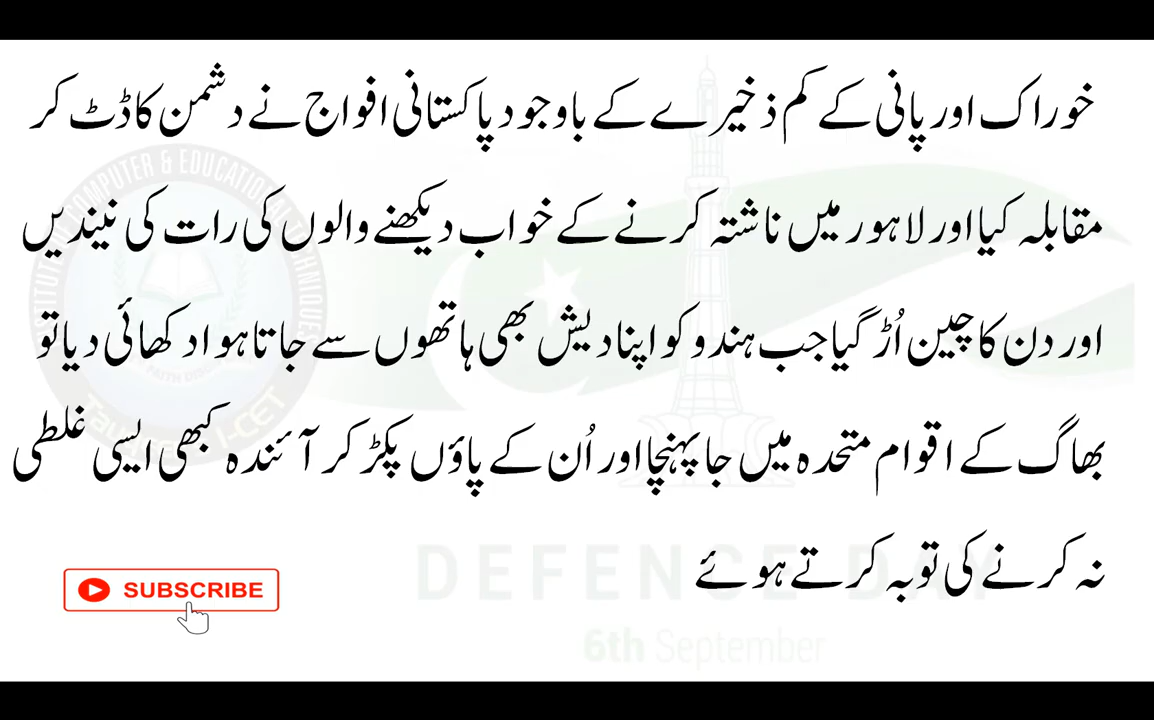 خوراک اور پانی کے کم ذخیرے کے باوجود پاکستانی افواج نے دشمن کا ڈٹ کر
مقابلہ کیا اور لاہور میں ناشتہ کرنے کے خواب دیکھنے والوں کی رات کی نیندیں
اور دن کا چین اُڑ گیا جب ہندو کو اپنا دیش بھی ہاتھوں سے جاتا ہوا دکھائی دیا تو
بھاگ کے اقوام متحدہ میں جا پہنچا اور اُن کے پاؤں پکڑ کر آئندہ کبھی ایسی غلطی
نہ کرنے کی توبہ کرتے ہوئے
SUBSCRIBE
DEFENCE DAY
6th September